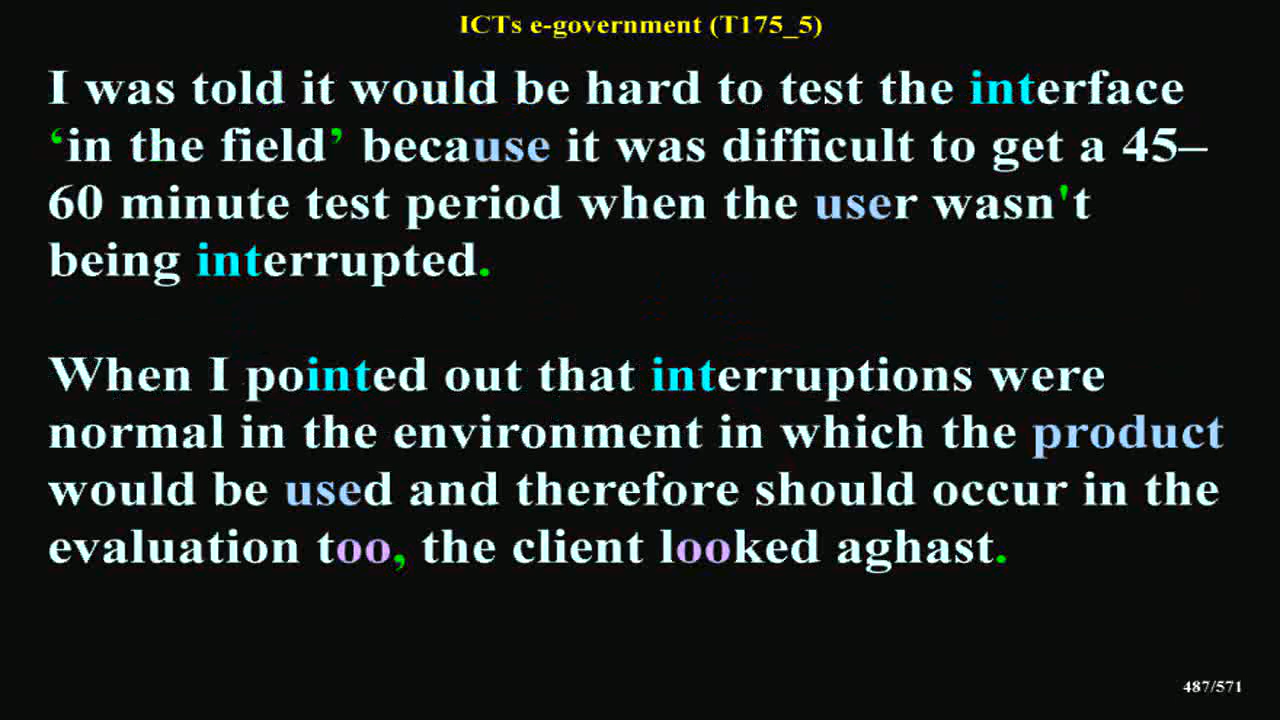 ICTs e-government (T175_5)
I was told it would be hard to test the interface
‘in the field’ because it was difficult to get a 45–
60 minute test period when the user wasn't
being interrupted.
When I pointed out that interruptions were
normal in the environment in which the product
would be used and therefore should occur in the
evaluation too, the client looked aghast.
487/571